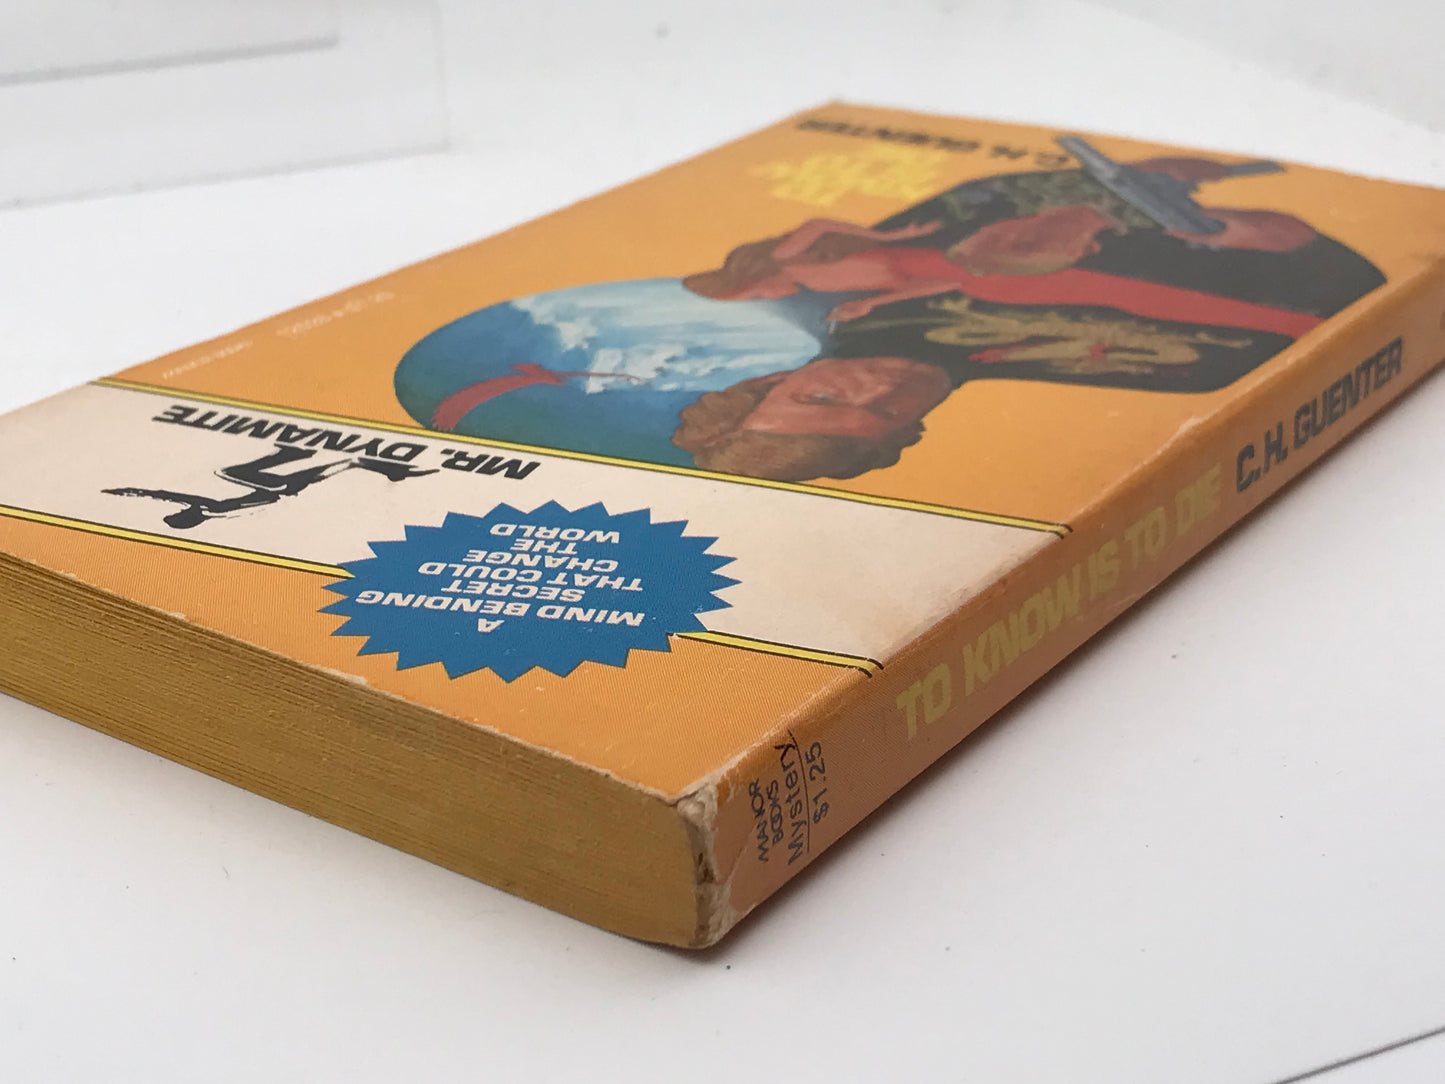 C.H. GUENTER
MR. DYNAMITE
A
MIND BENDING
SECRET
THAT COULD
CHANGE
THE
WORLD
MANOR
BOOKS
Mystery
$1.25
TO KNOW IS TO DIE
C.H. GUENTER